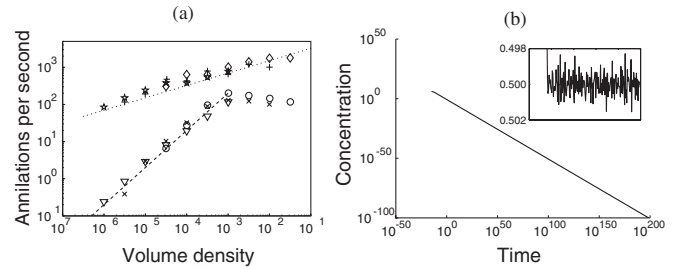 (a)
Annilations per second
10^3
10^2
10^1
10^0
10^1
10^7 10^6 10^5 10^4 10^3 10^2 10^1
Volume density
(b)
Concentration
10^50
10^0
10^-50
10^-100
10^-50 10^0 10^50 10^100 10^150 10^200
Time
0.498
0.500
0.502